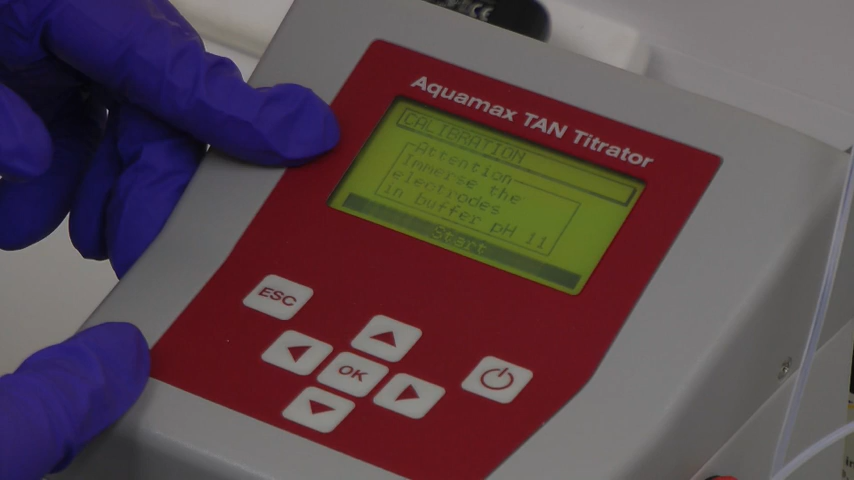 Aquamax TAN Titrator
CALIBRATION
Attention
Immerse the
electrodes
in buffer pH 11
Start
ESC
OK